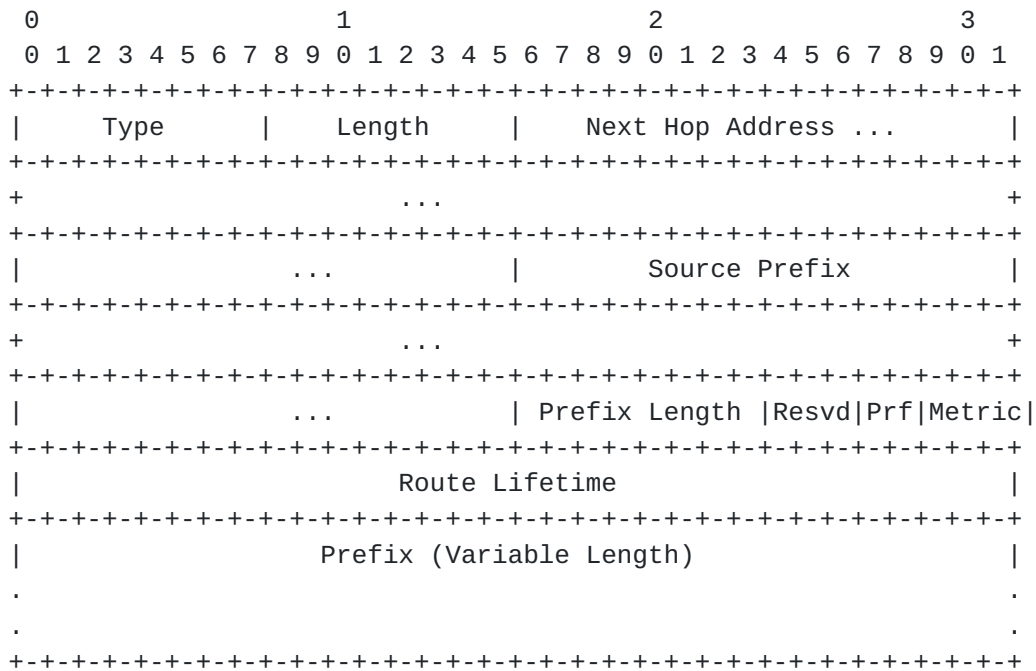 0                   1                   2                   3
 0 1 2 3 4 5 6 7 8 9 0 1 2 3 4 5 6 7 8 9 0 1 2 3 4 5 6 7 8 9 0 1
+-+-+-+-+-+-+-+-+-+-+-+-+-+-+-+-+-+-+-+-+-+-+-+-+-+-+-+-+-+-+-+-+
|     Type      |    Length     |    Next Hop Address ...       |
+-+-+-+-+-+-+-+-+-+-+-+-+-+-+-+-+-+-+-+-+-+-+-+-+-+-+-+-+-+-+-+-+
+                        ...                                    +
+-+-+-+-+-+-+-+-+-+-+-+-+-+-+-+-+-+-+-+-+-+-+-+-+-+-+-+-+-+-+-+-+
|                 ...           |        Source Prefix          |
+-+-+-+-+-+-+-+-+-+-+-+-+-+-+-+-+-+-+-+-+-+-+-+-+-+-+-+-+-+-+-+-+
+                        ...                                    +
+-+-+-+-+-+-+-+-+-+-+-+-+-+-+-+-+-+-+-+-+-+-+-+-+-+-+-+-+-+-+-+-+
|                 ...           | Prefix Length |Resvd|Prf|Metric|
+-+-+-+-+-+-+-+-+-+-+-+-+-+-+-+-+-+-+-+-+-+-+-+-+-+-+-+-+-+-+-+-+
|                        Route Lifetime                         |
+-+-+-+-+-+-+-+-+-+-+-+-+-+-+-+-+-+-+-+-+-+-+-+-+-+-+-+-+-+-+-+-+
|                   Prefix (Variable Length)                    |
.                                                               .
.                                                               .
+-+-+-+-+-+-+-+-+-+-+-+-+-+-+-+-+-+-+-+-+-+-+-+-+-+-+-+-+-+-+-+-+